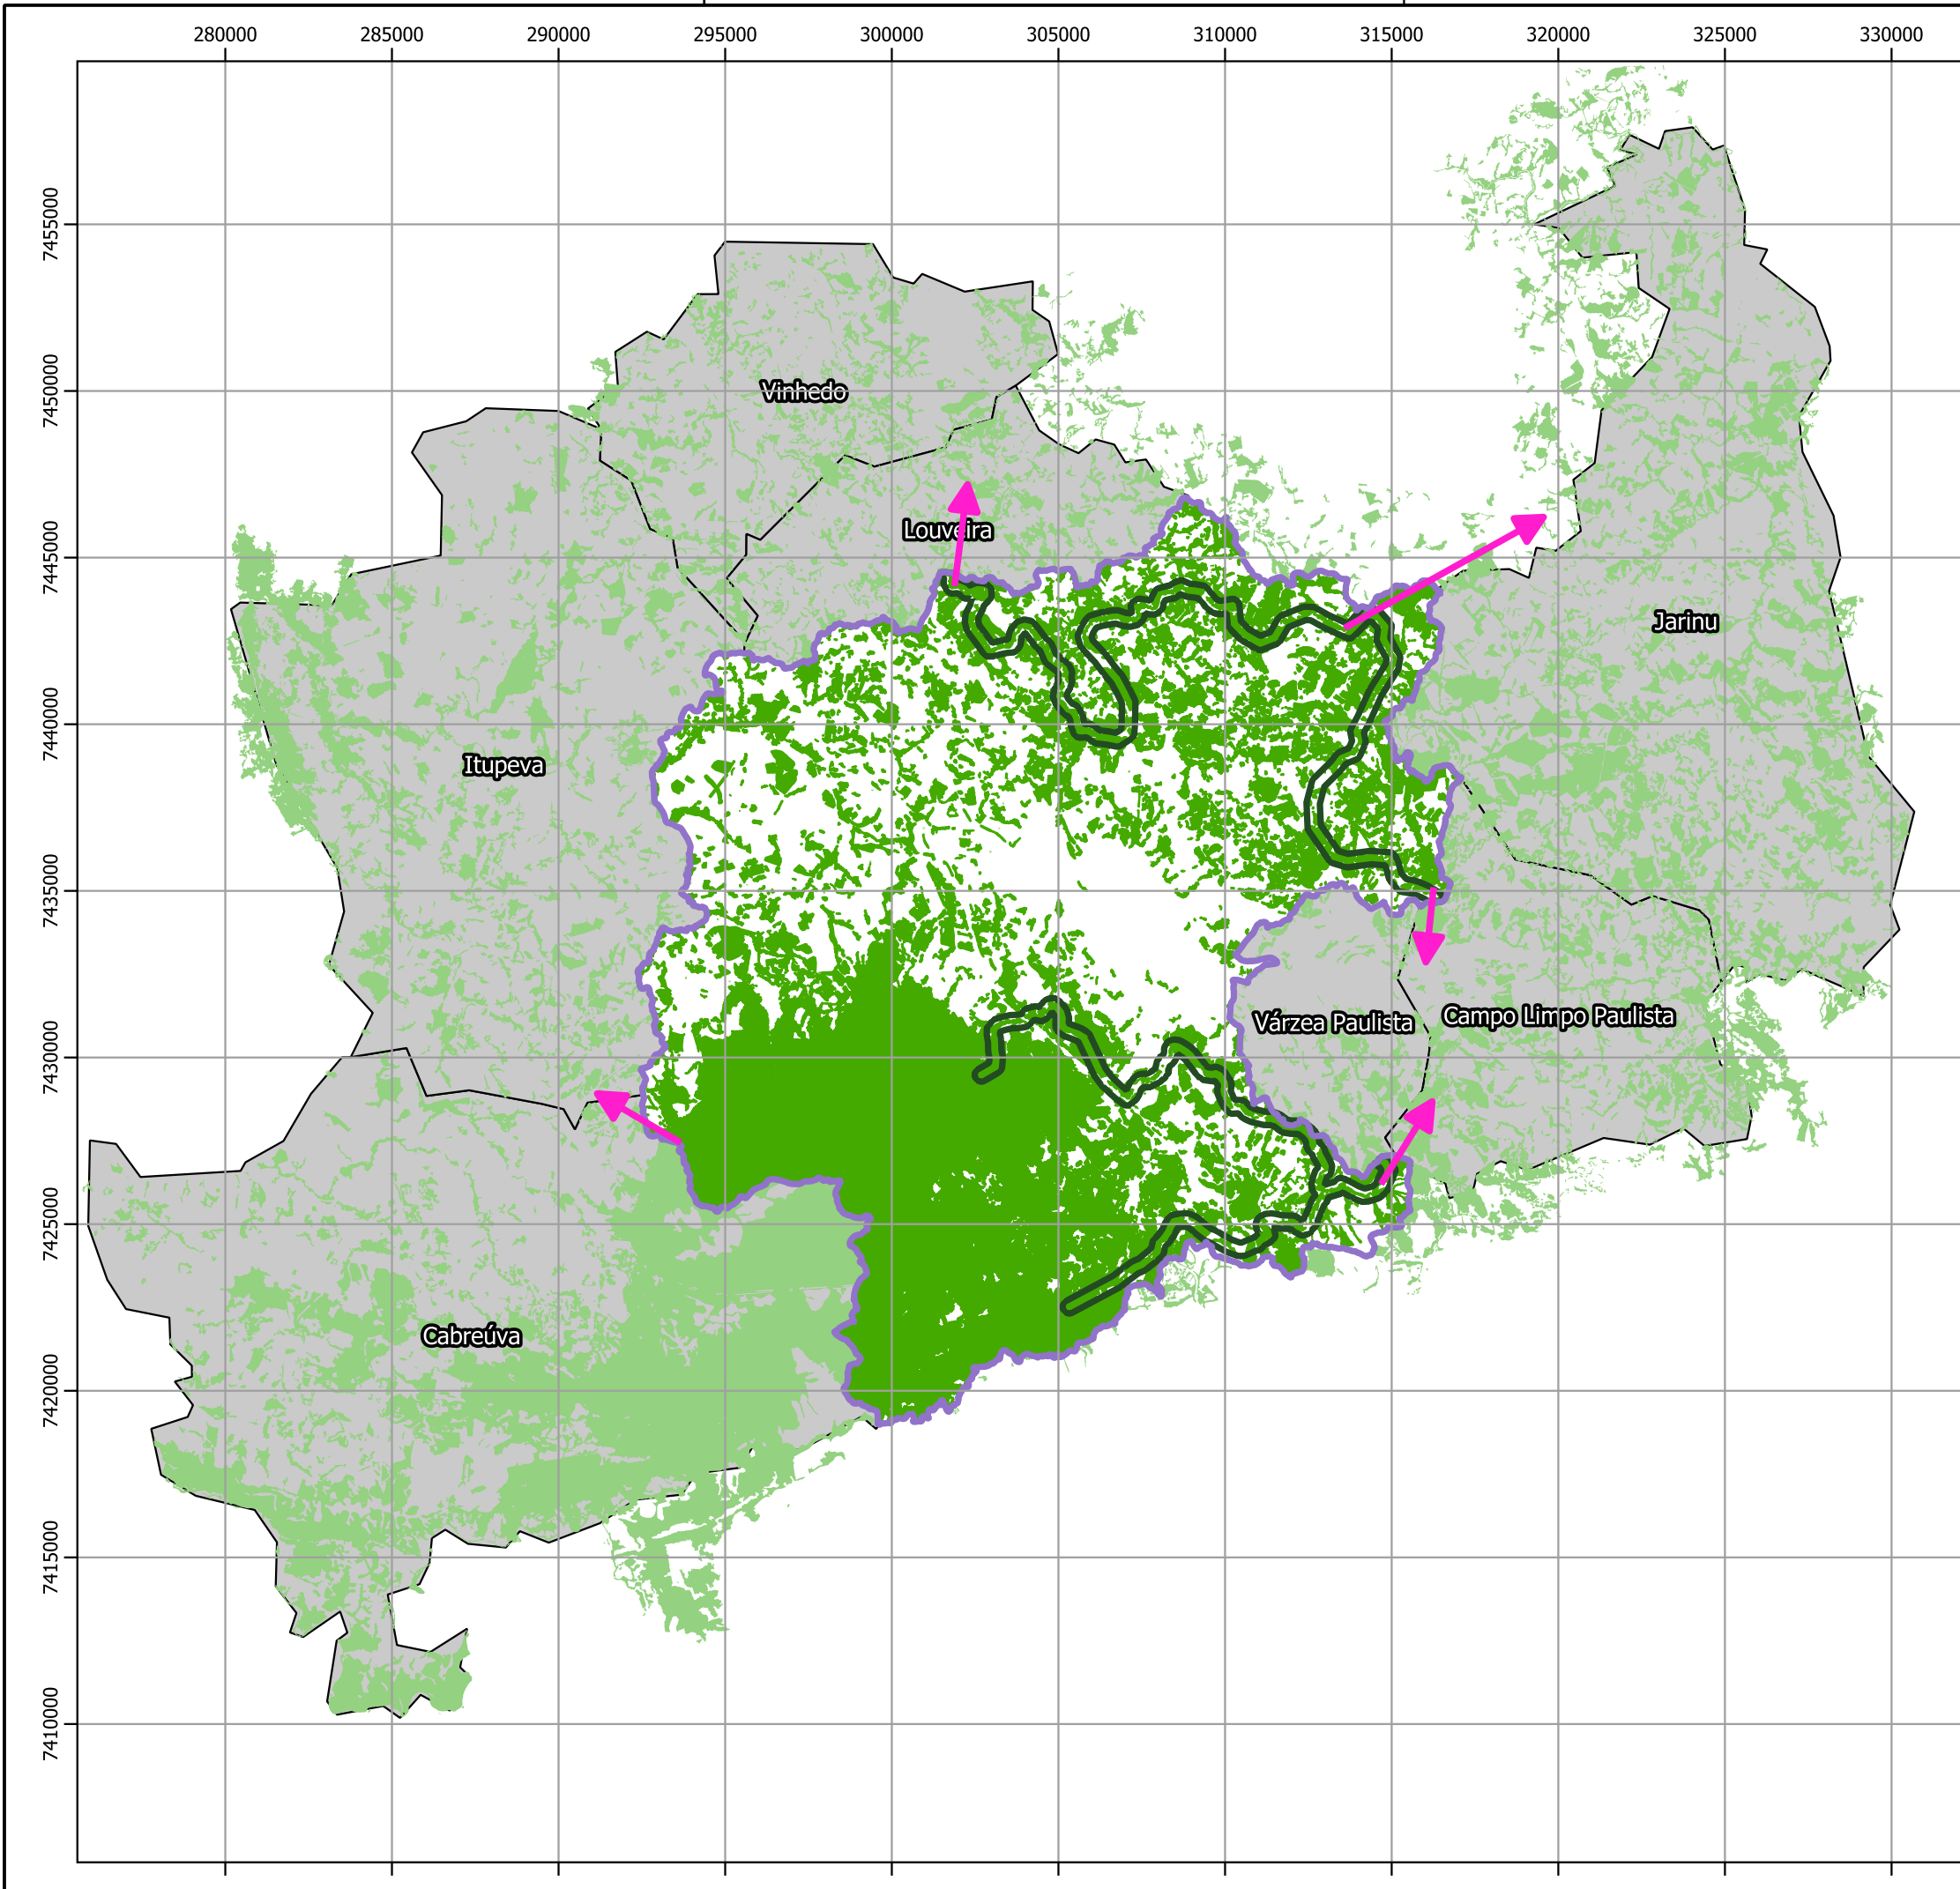 280000 285000 290000 295000 300000 305000 310000 315000 320000 325000 330000
7455000
7450000
Vinhedo
7445000
Louveira
Jarinu
7440000
Itupeva
7435000
Várzea Paulista
Campo Limpo Paulista
7430000
7425000
Cabreúva
7420000
7415000
7410000